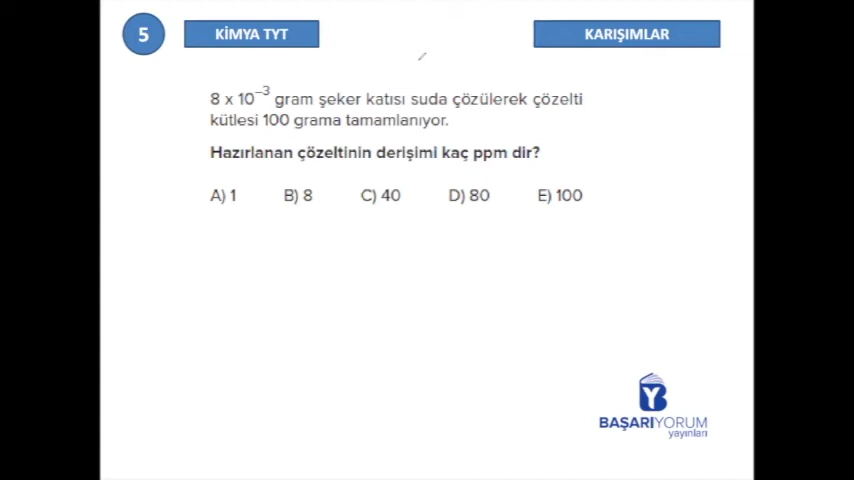 5
KİMYA TYT
KARIŞIMLAR
8 x 10⁻³ gram şeker katısı suda çözülerek çözelti
kütlesi 100 grama tamamlanıyor.
Hazırlanan çözeltinin derişimi kaç ppm dir?
A) 1 B) 8 C) 40 D) 80 E) 100
BAŞARIYORUM
yayınları